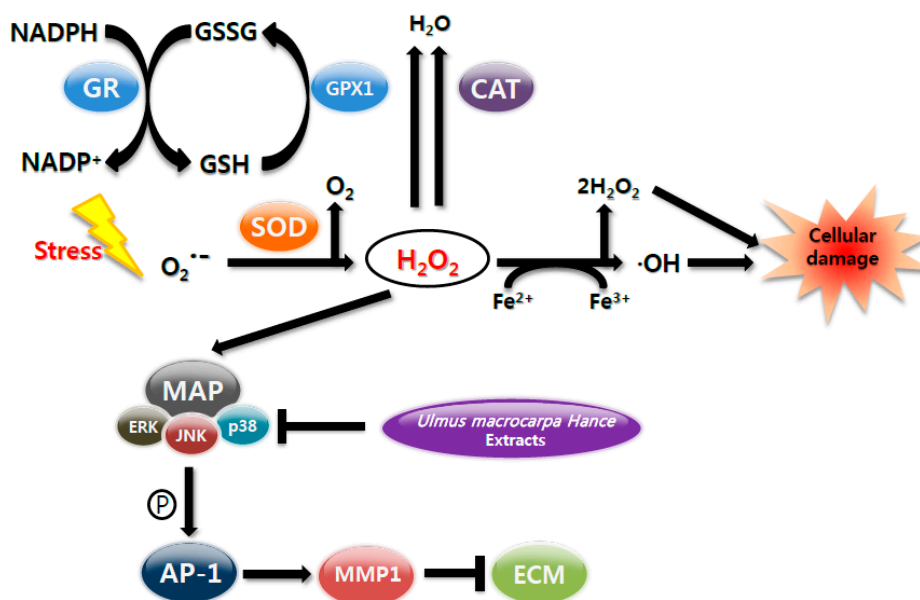 NADPH
GSSG
H₂O
GR
GPX1
CAT
NADP⁺
GSH
O₂
2H₂O₂
SOD
Stress
O₂·⁻
H₂O₂
·OH
Cellular
damage
Fe²⁺
Fe³⁺
MAP
ERK
JNK
p38
Ulmus macrocarpa Hance
Extracts
P
AP-1
MMP1
ECM